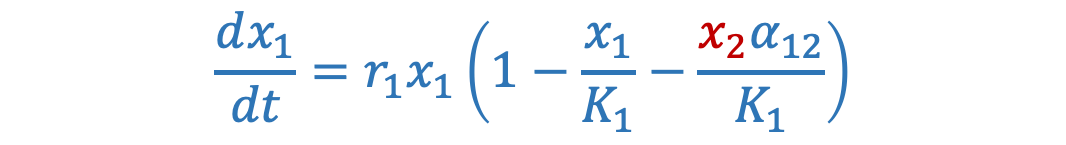 dx₁/dt = r₁x₁ (1 − x₁/K₁ − x₂α₁₂/K₁)